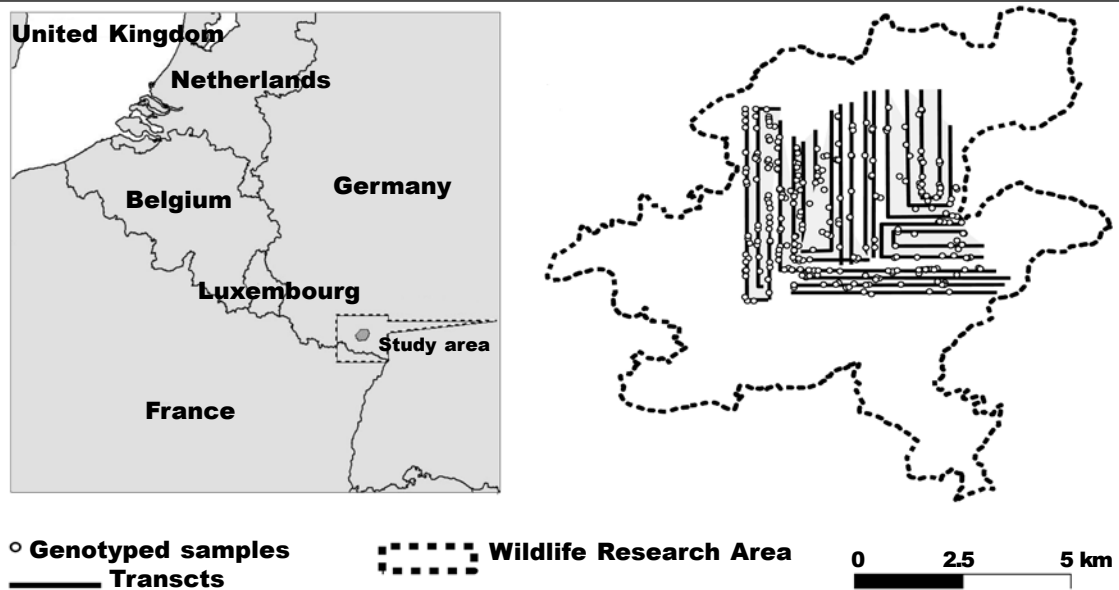 United Kingdom
Netherlands
Belgium
Germany
Luxembourg
Study area
France
Genotyped samples
Transcts
Wildlife Research Area
0 2.5 5 km